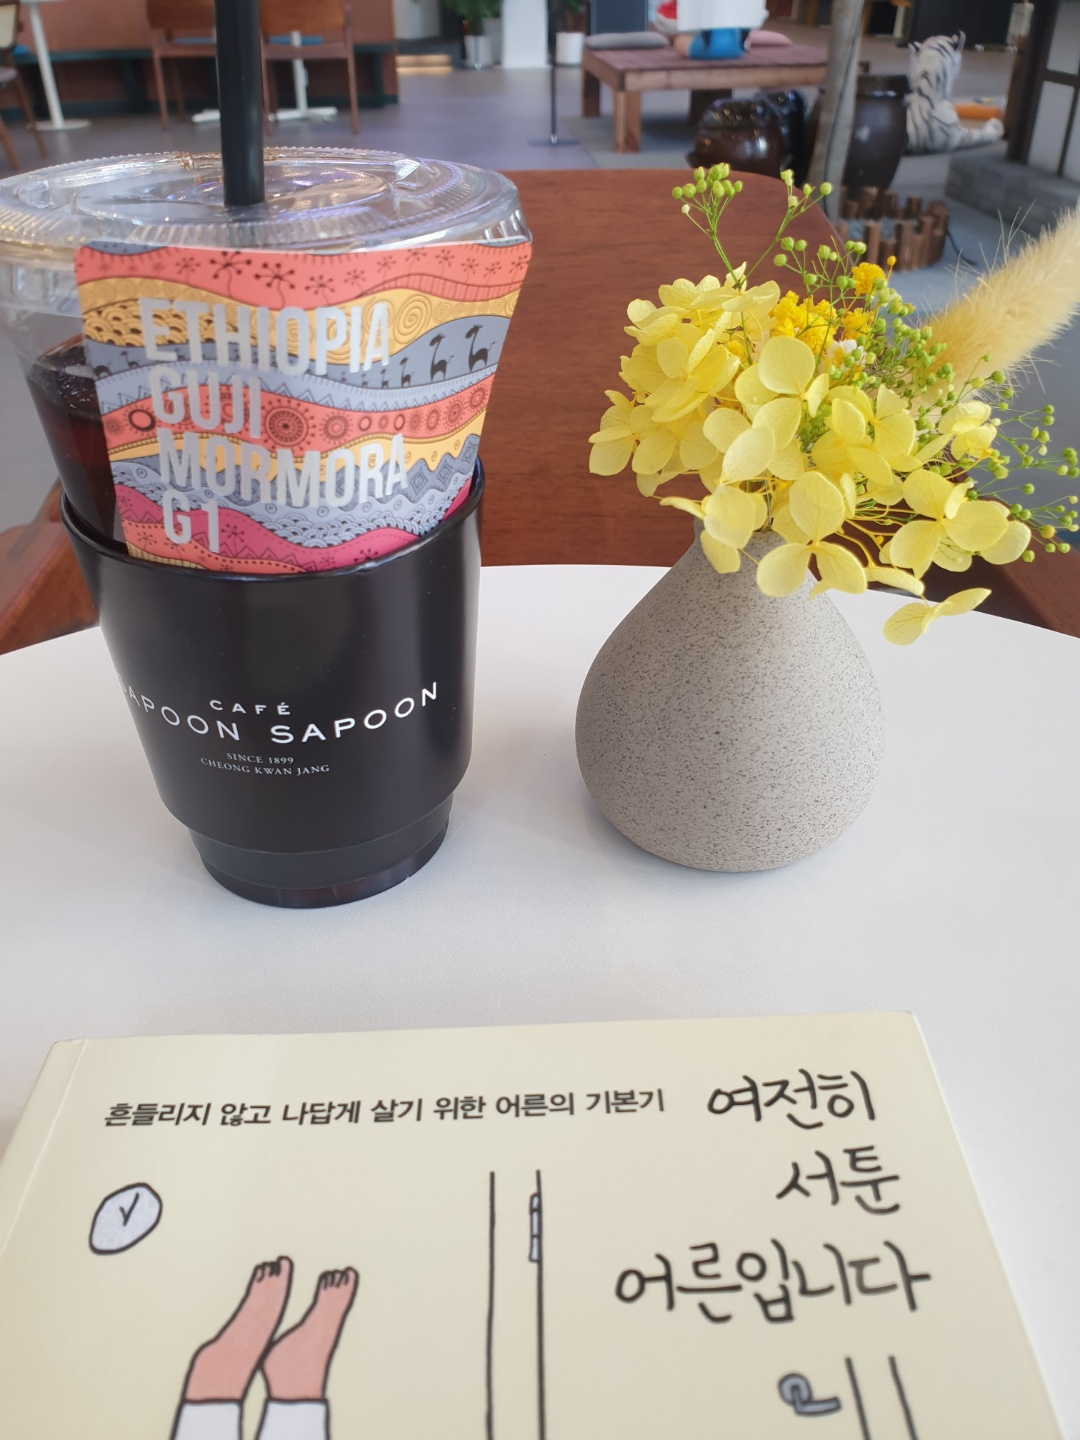 ETHIOPIA
GUJI
MORMORA
G1
CAFÉ
SAPOON SAPOON
SINCE 1899
CHEONG KWAN JANG
흔들리지 않고 나답게 살기 위한 어른의 기본기
여전히
서툰
어른입니다